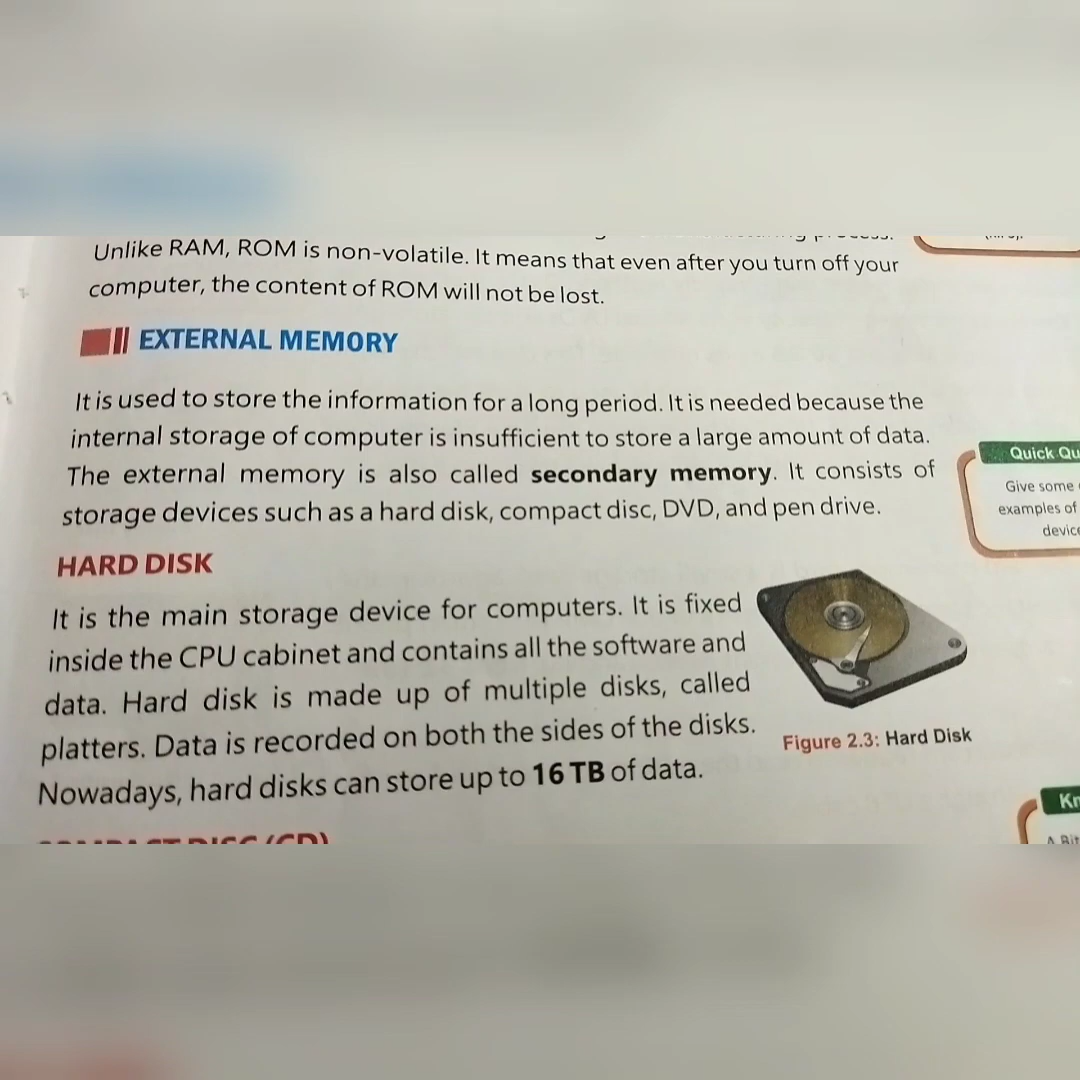 Unlike RAM, ROM is non-volatile. It means that even after you turn off your
computer, the content of ROM will not be lost.
EXTERNAL MEMORY
It is used to store the information for a long period. It is needed because the
internal storage of computer is insufficient to store a large amount of data.
The external memory is also called secondary memory. It consists of
storage devices such as a hard disk, compact disc, DVD, and pen drive.
Quick Qu
Give some
examples of
device
HARD DISK
It is the main storage device for computers. It is fixed
inside the CPU cabinet and contains all the software and
data. Hard disk is made up of multiple disks, called
platters. Data is recorded on both the sides of the disks.
Nowadays, hard disks can store up to 16 TB of data.
Figure 2.3: Hard Disk
COMPACT DISC (CD)
Kn
A Bit